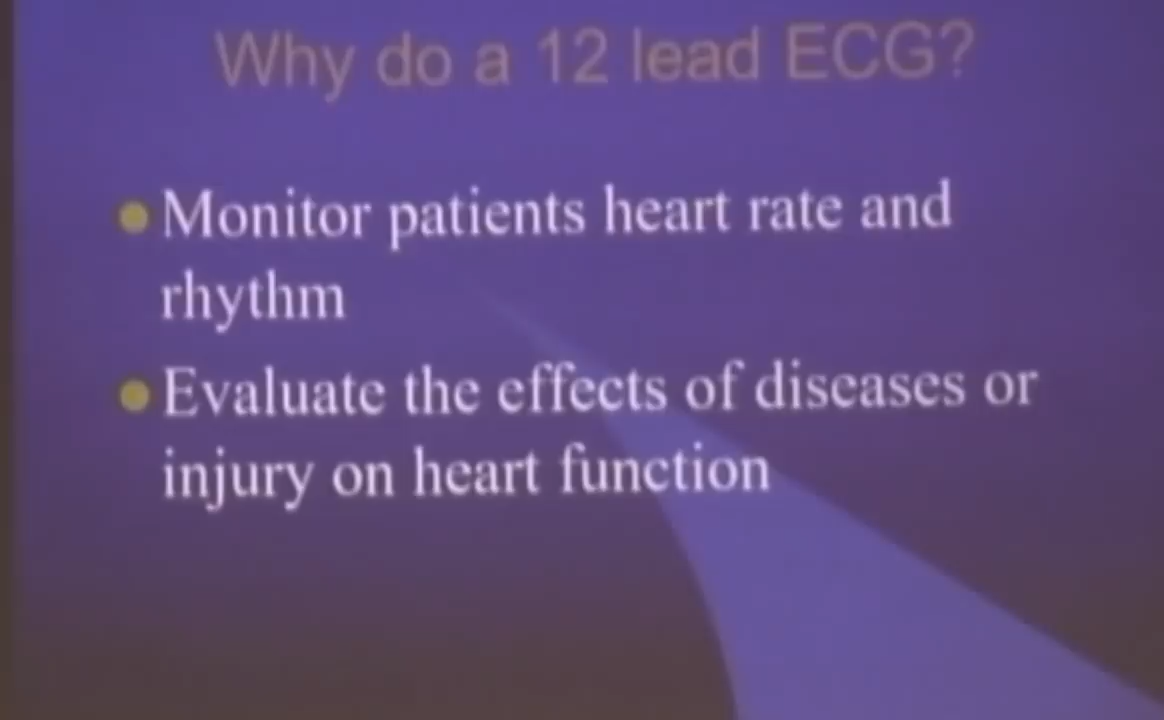 Why do a 12 lead ECG?
Monitor patients heart rate and
rhythm
Evaluate the effects of diseases or
injury on heart function